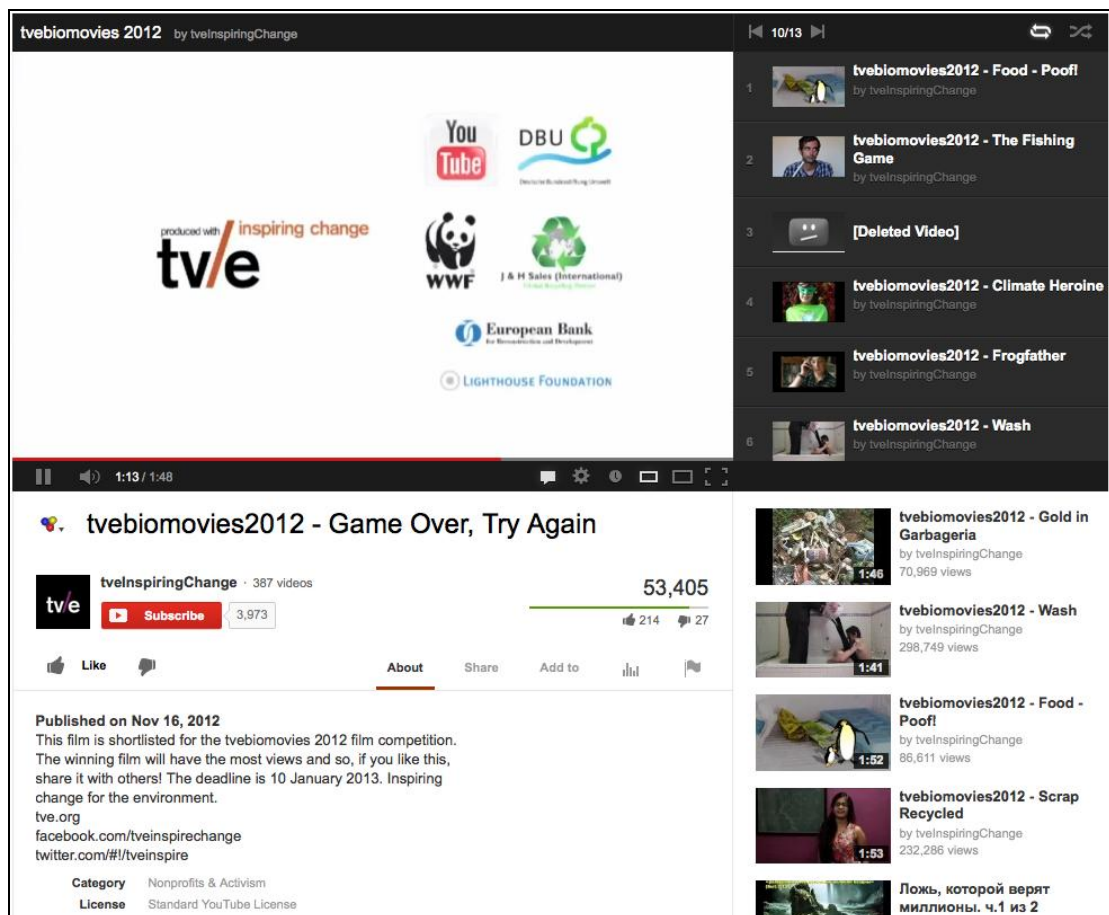 tvebiomovies 2012 by tveInspiringChange
produced with inspiring change
tv/e
You
Tube
DBU
WWF
J & H Sales (International)
European Bank
for Reconstruction and Development
LIGHTHOUSE FOUNDATION
1:13 / 1:48
10/13
1
tvebiomovies2012 - Food - Poof!
by tveInspiringChange
2
tvebiomovies2012 - The Fishing
Game
by tveInspiringChange
3
[Deleted Video]
4
tvebiomovies2012 - Climate Heroine
by tveInspiringChange
5
tvebiomovies2012 - Frogfather
by tveInspiringChange
6
tvebiomovies2012 - Wash
by tveInspiringChange
tvebiomovies2012 - Game Over, Try Again
tv/e
tveInspiringChange · 387 videos
Subscribe 3,973
53,405
214 27
Like
About Share Add to
Published on Nov 16, 2012
This film is shortlisted for the tvebiomovies 2012 film competition.
The winning film will have the most views and so, if you like this,
share it with others! The deadline is 10 January 2013. Inspiring
change for the environment.
tve.org
facebook.com/tveinspirechange
twitter.com/#!/tveinspire
Category Nonprofits & Activism
License Standard YouTube License
tvebiomovies2012 - Gold in
Garbageria
by tveInspiringChange
70,969 views
1:46
tvebiomovies2012 - Wash
by tveInspiringChange
298,749 views
1:41
tvebiomovies2012 - Food -
Poof!
by tveInspiringChange
86,611 views
1:52
tvebiomovies2012 - Scrap
Recycled
by tveInspiringChange
232,286 views
1:53
Ложь, которой верят
миллионы. ч.1 из 2